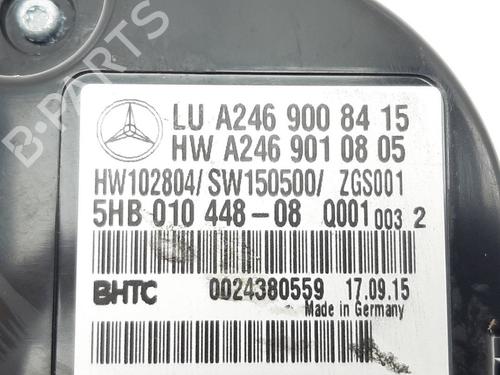 LU A246 900 84 15
HW A246 901 08 05
HW102804/ SW150500/ ZGS001
5HB 010 448-08 Q001 003 2
BHTC 0024380559 17.09.15
Made in Germany
B-PARTS